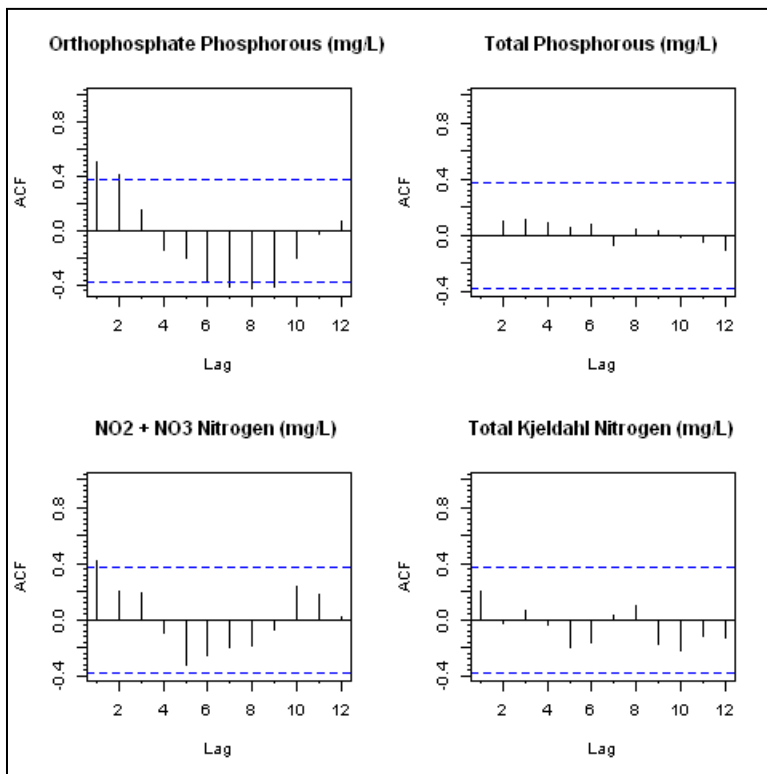 Orthophosphate Phosphorous (mg/L)
ACF
0.8
0.4
0.0
-0.4
2 4 6 8 10 12
Lag
Total Phosphorous (mg/L)
ACF
0.8
0.4
0.0
-0.4
2 4 6 8 10 12
Lag
NO2 + NO3 Nitrogen (mg/L)
ACF
0.8
0.4
0.0
-0.4
2 4 6 8 10 12
Lag
Total Kjeldahl Nitrogen (mg/L)
ACF
0.8
0.4
0.0
-0.4
2 4 6 8 10 12
Lag